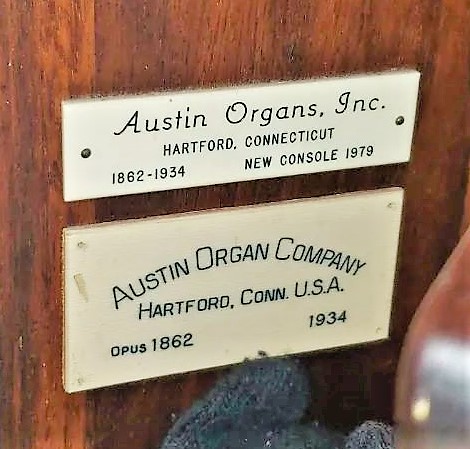 Austin Organs, Inc.
HARTFORD, CONNECTICUT
1862-1934 NEW CONSOLE 1979
AUSTIN ORGAN COMPANY
HARTFORD, CONN. U.S.A.
OPUS 1862 1934